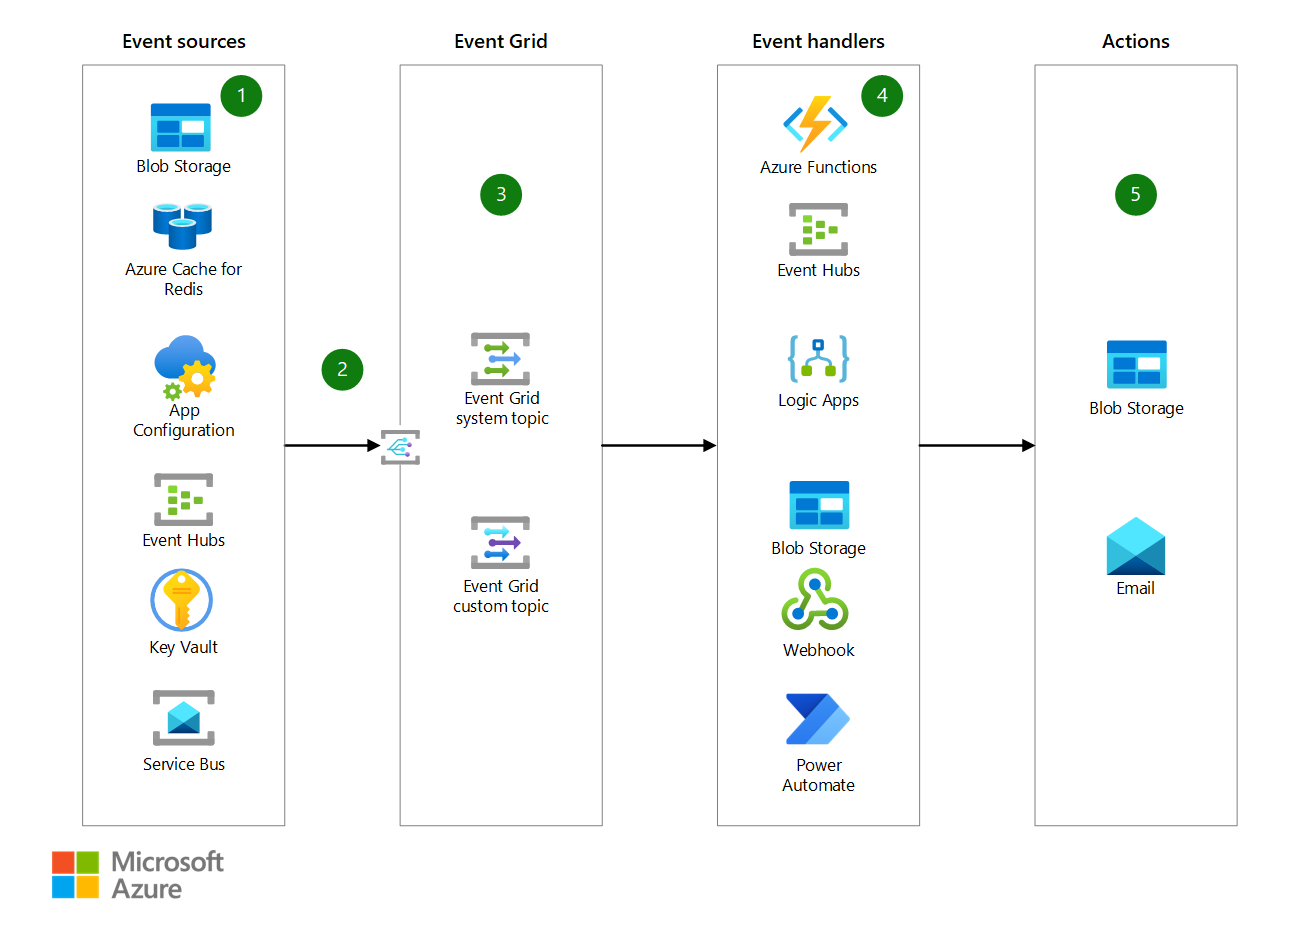 Event sources
Event Grid
Event handlers
Actions
1
Blob Storage
Azure Cache for
Redis
App
Configuration
Event Hubs
Key Vault
Service Bus
2
3
Event Grid
system topic
Event Grid
custom topic
4
Azure Functions
Event Hubs
Logic Apps
Blob Storage
Webhook
Power
Automate
5
Blob Storage
Email
Microsoft
Azure